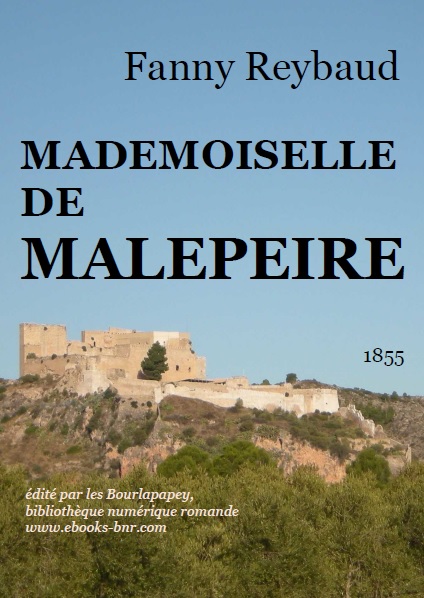 Fanny Reybaud
MADEMOISELLE
DE
MALEPEIRE
1855
édité par les Bourlapapey,
bibliothèque numérique romande
www.ebooks-bnr.com